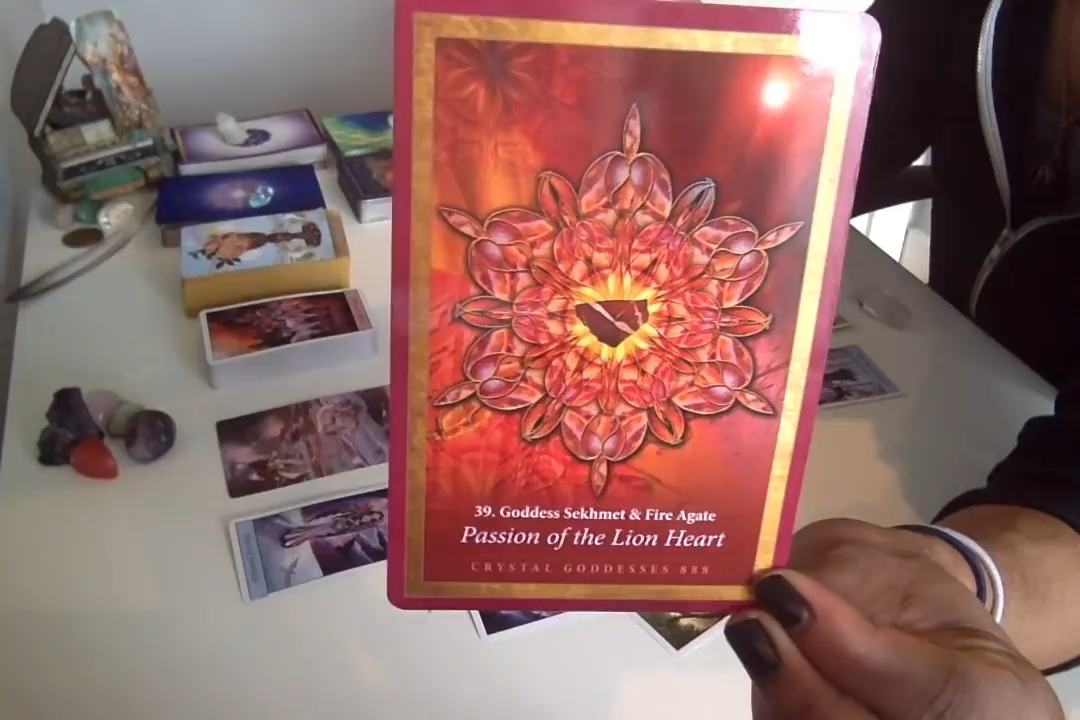 39. Goddess Sekhmet & Fire Agate
Passion of the Lion Heart
CRYSTAL GODDESSES 888